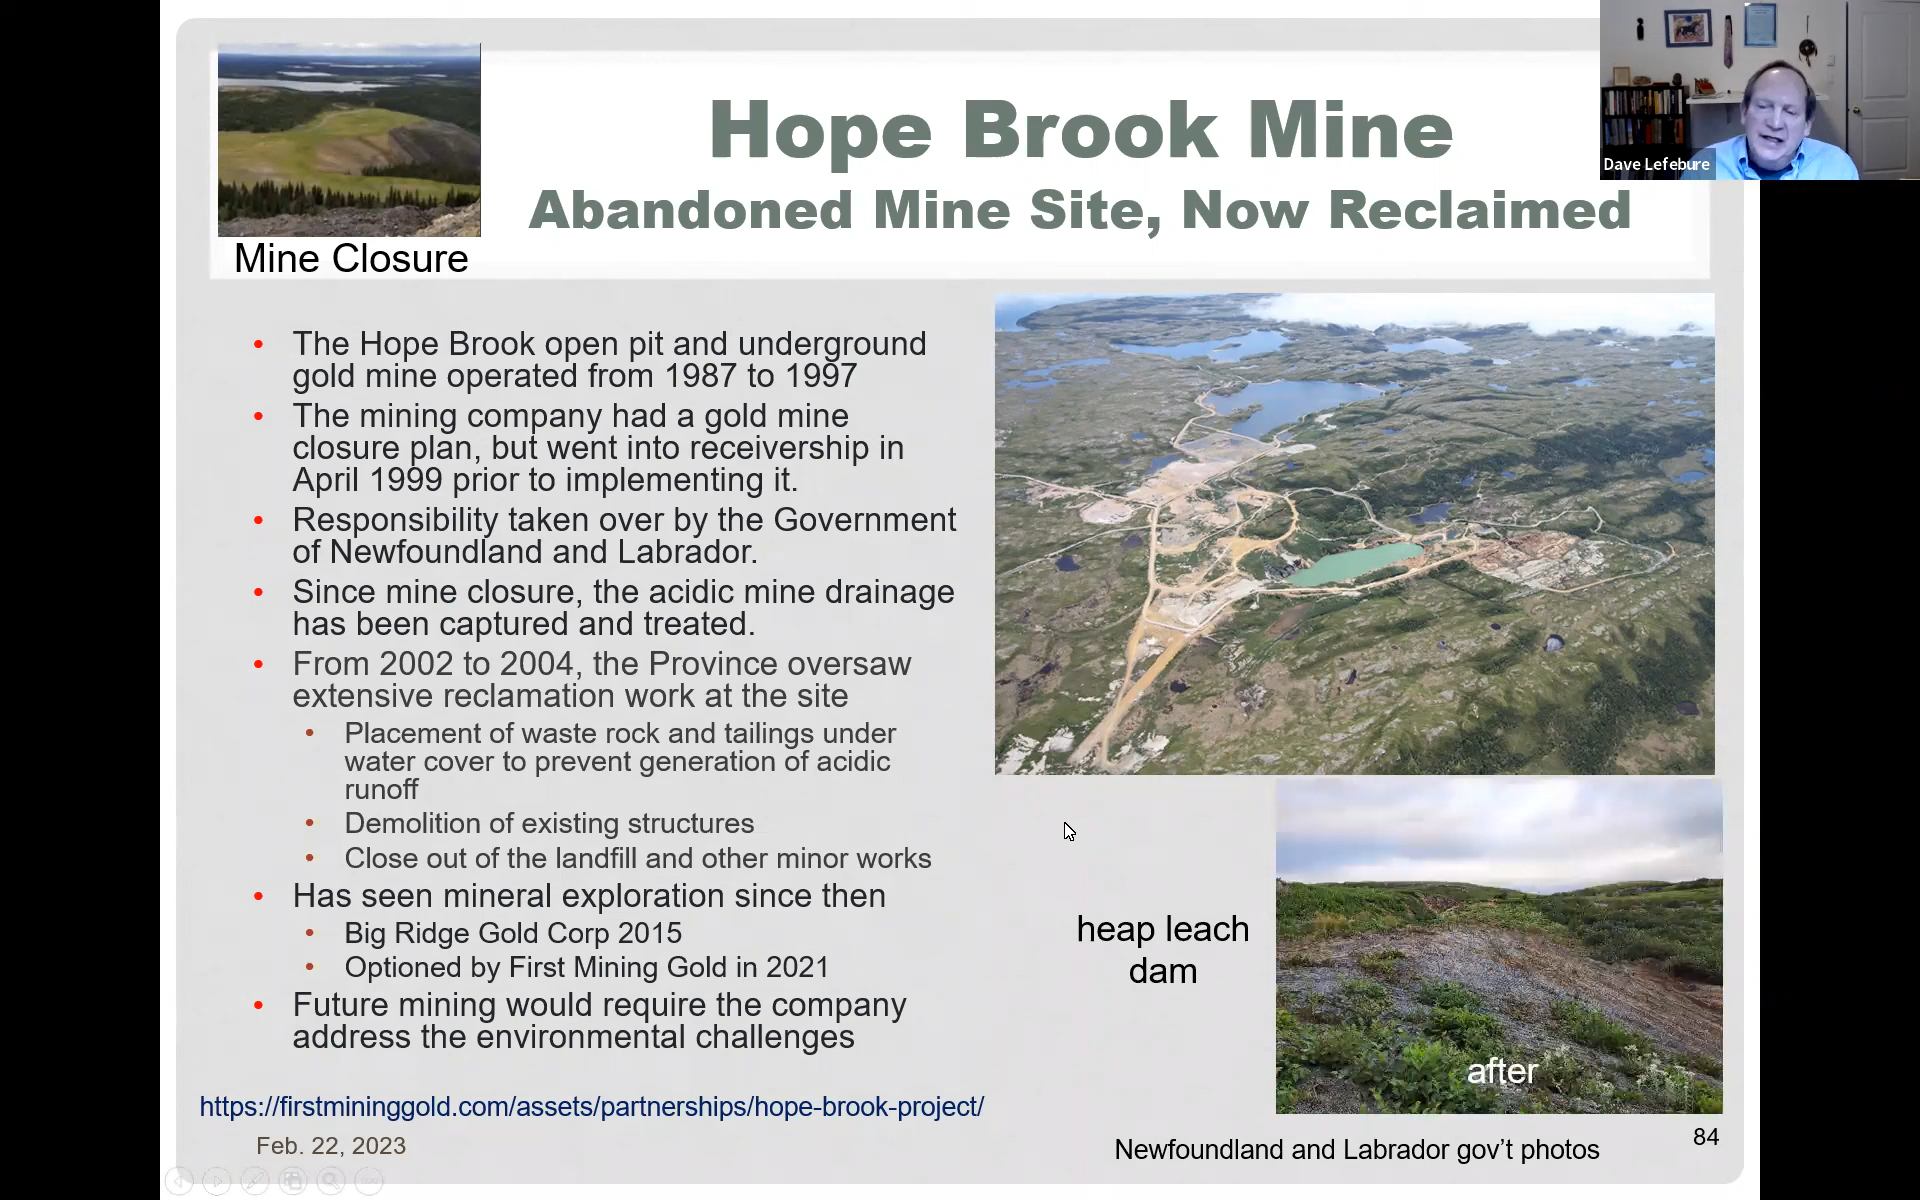 Hope Brook Mine
Abandoned Mine Site, Now Reclaimed
Dave Lefebure
Mine Closure
• The Hope Brook open pit and underground
gold mine operated from 1987 to 1997
• The mining company had a gold mine
closure plan, but went into receivership in
April 1999 prior to implementing it.
• Responsibility taken over by the Government
of Newfoundland and Labrador.
• Since mine closure, the acidic mine drainage
has been captured and treated.
• From 2002 to 2004, the Province oversaw
extensive reclamation work at the site
• Placement of waste rock and tailings under
water cover to prevent generation of acidic
runoff
• Demolition of existing structures
• Close out of the landfill and other minor works
• Has seen mineral exploration since then
• Big Ridge Gold Corp 2015
• Optioned by First Mining Gold in 2021
• Future mining would require the company
address the environmental challenges
heap leach
dam
after
https://firstmininggold.com/assets/partnerships/hope-brook-project/
Feb. 22, 2023
Newfoundland and Labrador gov’t photos
84